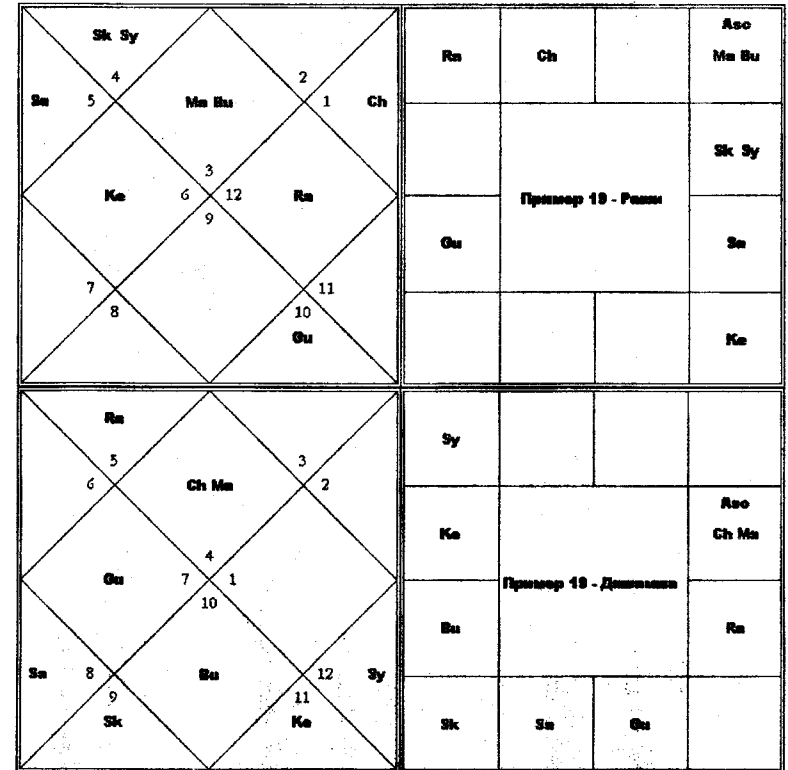 Sk Sy
4 2
Sa 5 Ma Bu 1 Ch
3
Ke 6 12 Ra
9
7 11
8 10
Gu
Asc
Ra Ch Ma Bu
Sk Sy
Пример 19 - Раши
Gu Sa
Ke
Ra
5 3
6 Ch Ma 2
4
Gu 7 1
10
Sa 8 Bu 12 Sy
9 11
Sk Ke
Sy
Asc
Ke Ch Ma
Пример 19 - Дашамша
Bu Ra
Sk Sa Gu